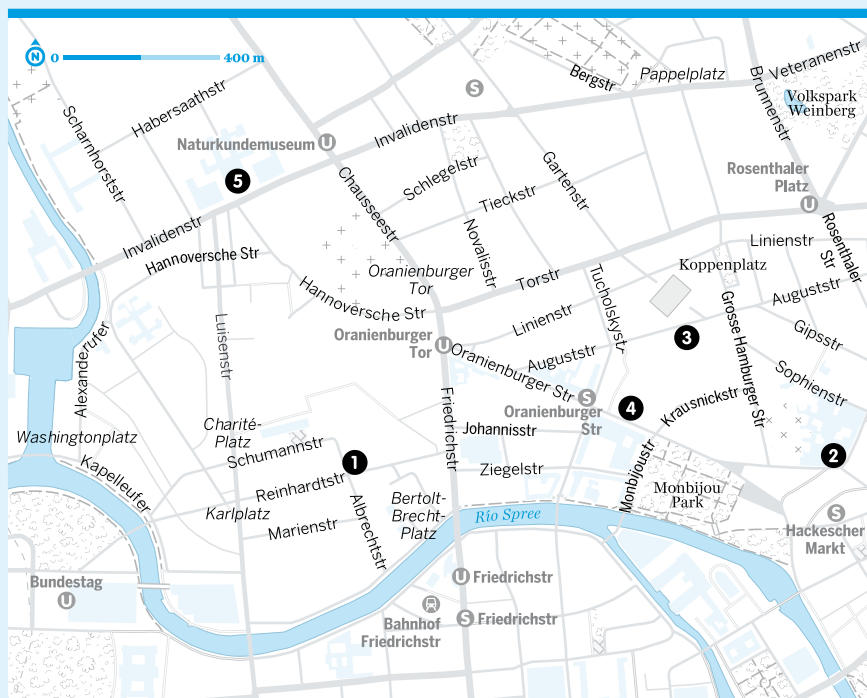 N
0
400 m
Scharnhorststr
Habersaathstr
Naturkundemuseum
U
5
Invalidenstr
Invalidenstr
Chausseestr
Schlegelstr
Tieckstr
Novalisstr
S
Bergstr
Pappelplatz
Gartenstr
Brunnenstr
Veteranenstr
Volkspark
Weinberg
Rosenthaler
Platz
U
Rosenthaler
Str
Linienstr
Koppenplatz
Auguststr
Gipsstr
Sophienstr
Grosse Hamburger Str
Hannoversche Str
Hannoversche Str
Oranienburger
Tor
Torstr
Tucholskystr
Linienstr
Auguststr
3
Oranienburger
Tor
U
Oranienburger Str
S
Oranienburger
Str
4
Krausnickstr
Alexanderufer
Luisenstr
Washingtonplatz
Kapelleufer
Charité-
Platz
Schumannstr
1
Reinhardtstr
Karlplatz
Marienstr
Albrechtstr
Bertolt-
Brecht-
Platz
Friedrichstr
Johannisstr
Ziegelstr
Monbijoustr
Monbijou
Park
2
S
Hackescher
Markt
Río Spree
Bundestag
U
U
Friedrichstr
S
Friedrichstr
Bahnhof
Friedrichstr